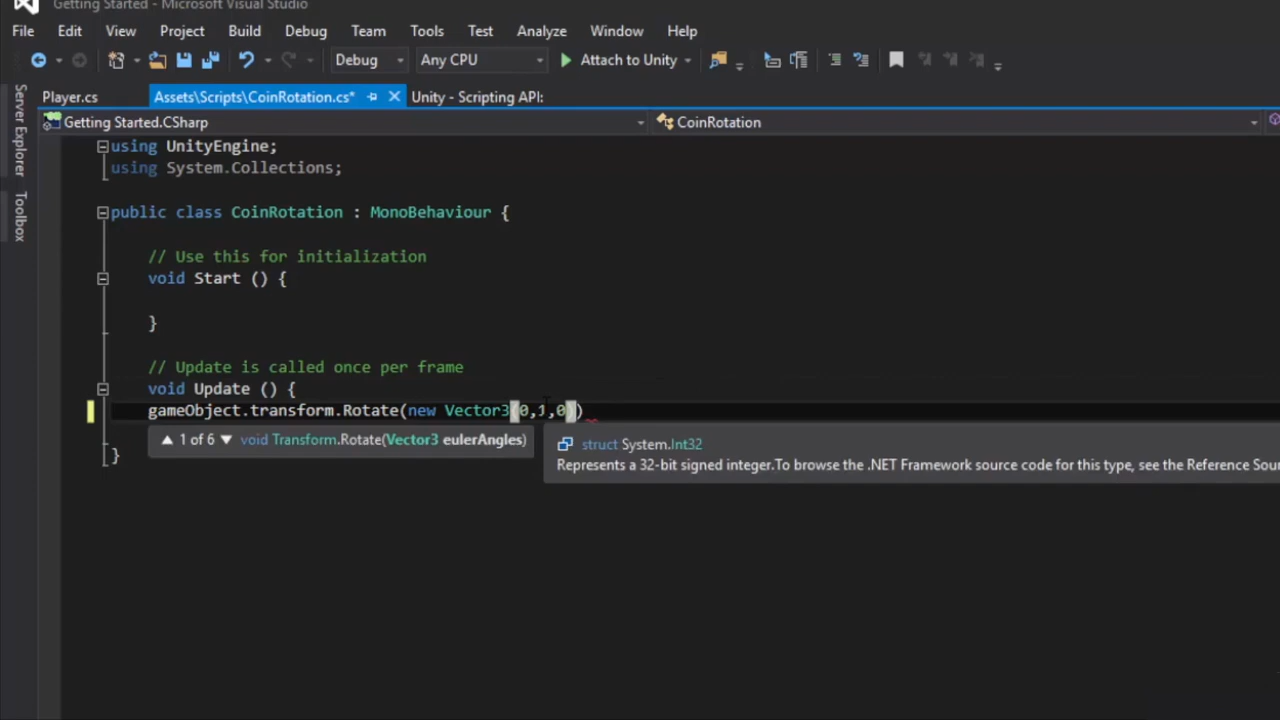 Getting Started - Microsoft Visual Studio
File Edit View Project Build Debug Team Tools Test Analyze Window Help
Debug Any CPU Attach to Unity
Player.cs Assets\Scripts\CoinRotation.cs* Unity - Scripting API:
Getting Started.CSharp CoinRotation
Server Explorer
Toolbox
using UnityEngine;
using System.Collections;
public class CoinRotation : MonoBehaviour {
// Use this for initialization
void Start () {
}
// Update is called once per frame
void Update () {
gameObject.transform.Rotate(new Vector3(0,1,0))
▲ 1 of 6 ▼ void Transform.Rotate(Vector3 eulerAngles)
struct System.Int32
Represents a 32-bit signed integer.To browse the .NET Framework source code for this type, see the Reference Sou
}